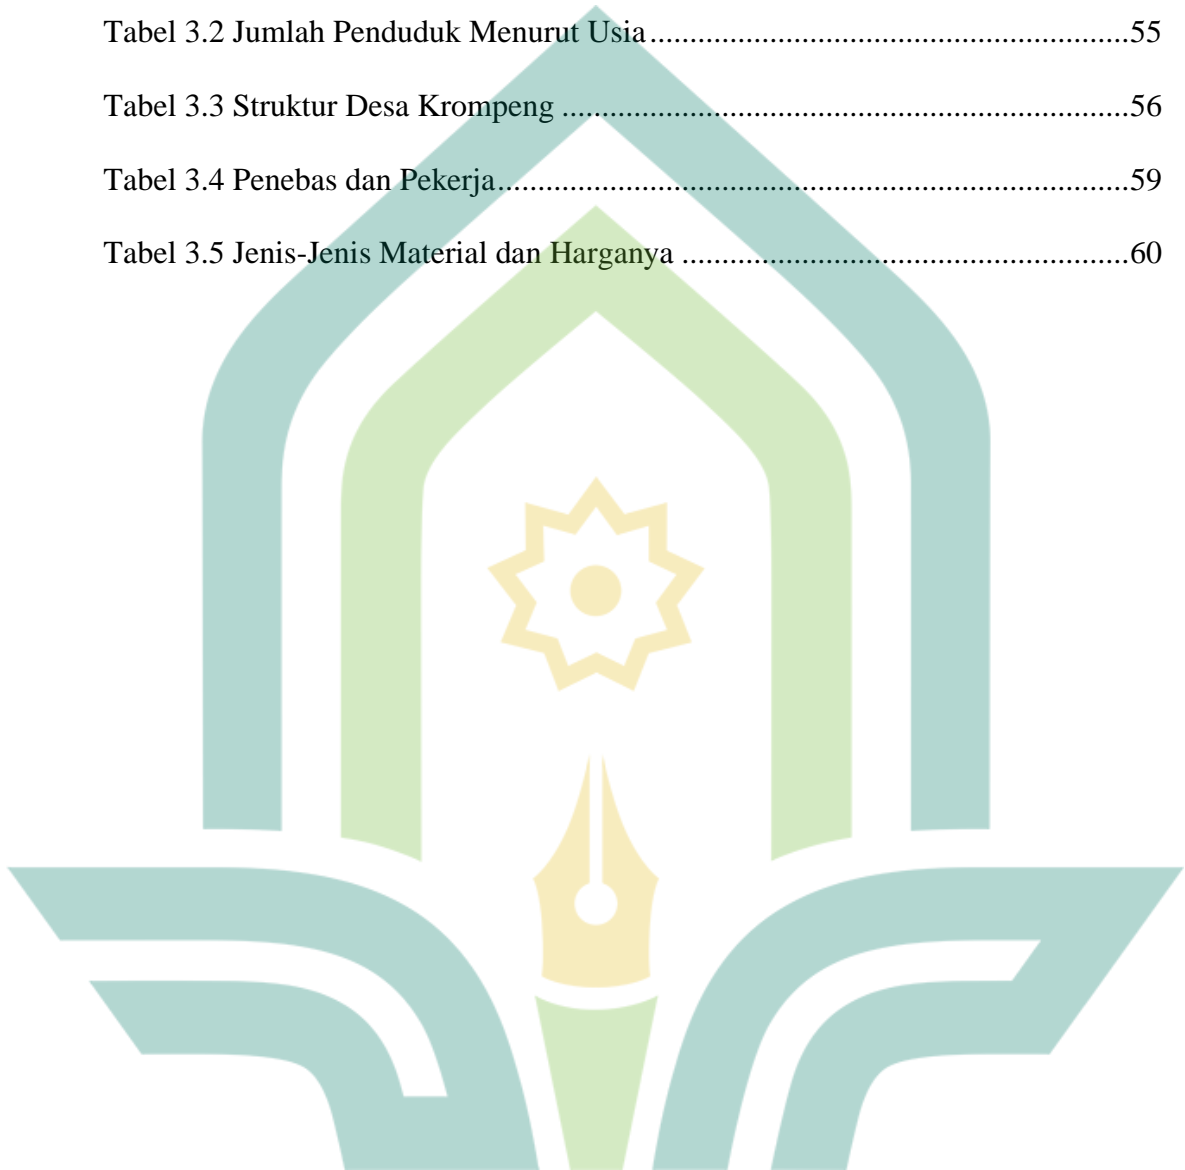 Tabel 3.2 Jumlah Penduduk Menurut Usia............................................................55
Tabel 3.3 Struktur Desa Krompeng .......................................................................56
Tabel 3.4 Penebas dan Pekerja...............................................................................59
Tabel 3.5 Jenis-Jenis Material dan Harganya ........................................................60